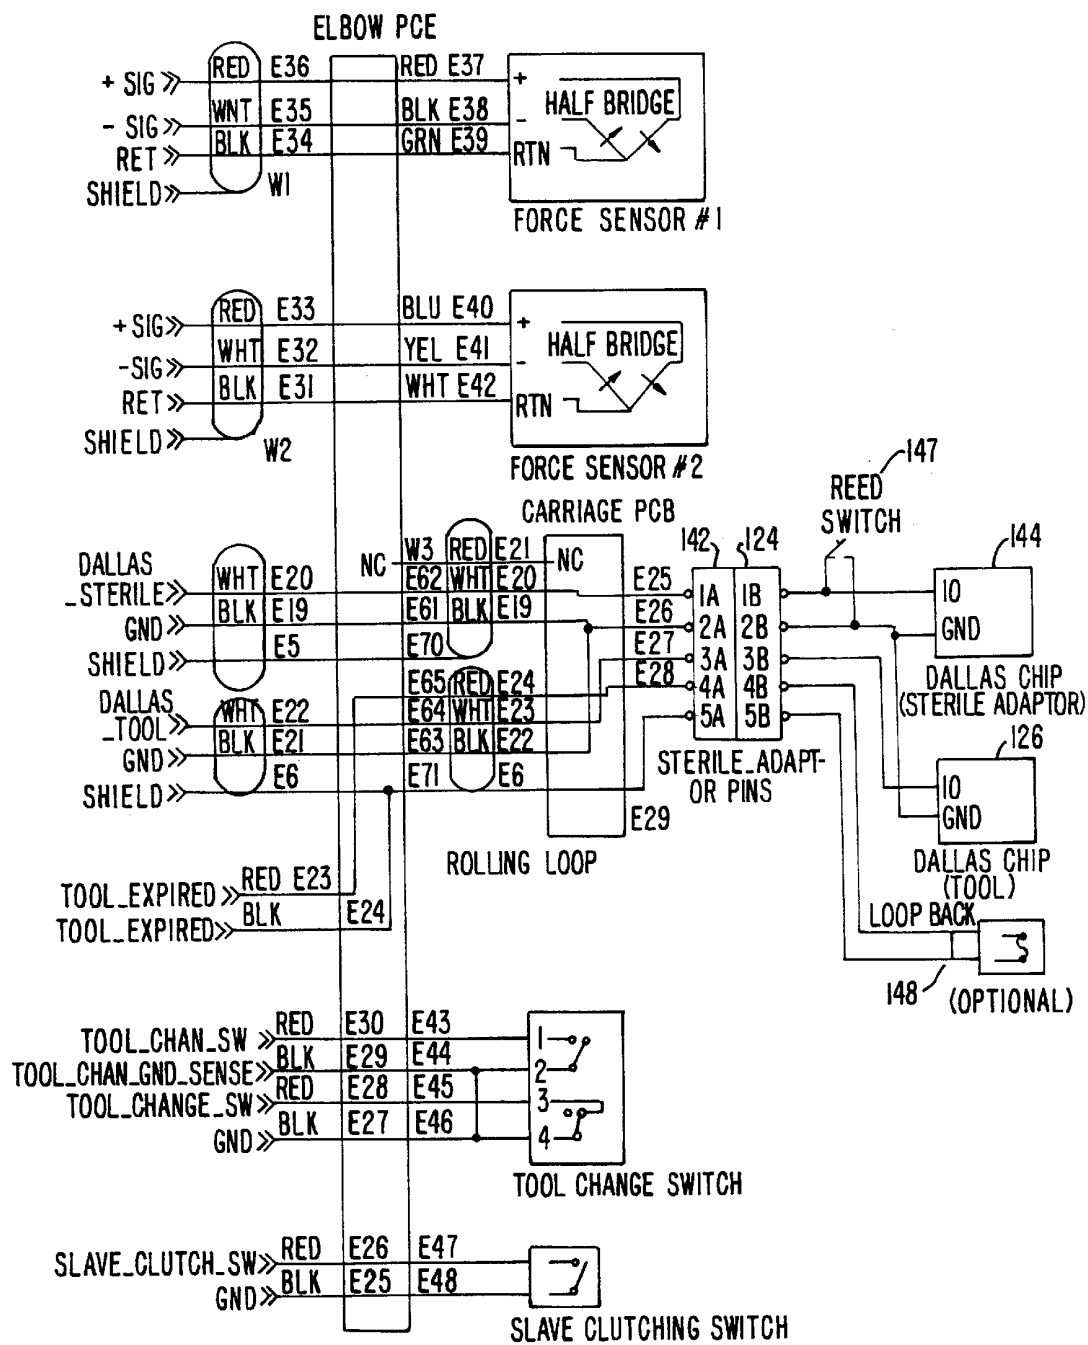 ELBOW PCE
+ SIG RED E36 RED E37 +
- SIG WNT E35 BLK E38 -
RET BLK E34 GRN E39 RTN
HALF BRIDGE
SHIELD W1
FORCE SENSOR #1
+ SIG RED E33 BLU E40 +
-SIG WHT E32 YEL E41 -
RET BLK E31 WHT E42 RTN
HALF BRIDGE
SHIELD W2
FORCE SENSOR #2
147
REED
SWITCH
CARRIAGE PCB
142 124 144
NC W3 RED E21 NC
DALLAS
_STERILE WHT E20 E62 WHT E20 E25 1A 1B IO
GND BLK E19 E61 BLK E19 E26 2A 2B GND
SHIELD E5 E70 E27 3A 3B
E65 RED E24 E28 4A 4B
DALLAS CHIP
(STERILE ADAPTOR)
DALLAS
_TOOL WHT E22 E64 WHT E23 5A 5B
GND BLK E21 E63 BLK E22
SHIELD E6 E71 E6
STERILE_ADAPT-
OR PINS
E29
126
IO
GND
DALLAS CHIP
(TOOL)
ROLLING LOOP
TOOL_EXPIRED RED E23
TOOL_EXPIRED BLK E24
LOOP BACK
148
(OPTIONAL)
TOOL_CHAN_SW RED E30 E43 1
TOOL_CHAN_GND_SENSE BLK E29 E44 2
TOOL_CHANGE_SW RED E28 E45 3
GND BLK E27 E46 4
TOOL CHANGE SWITCH
SLAVE_CLUTCH_SW RED E26 E47
GND BLK E25 E48
SLAVE CLUTCHING SWITCH